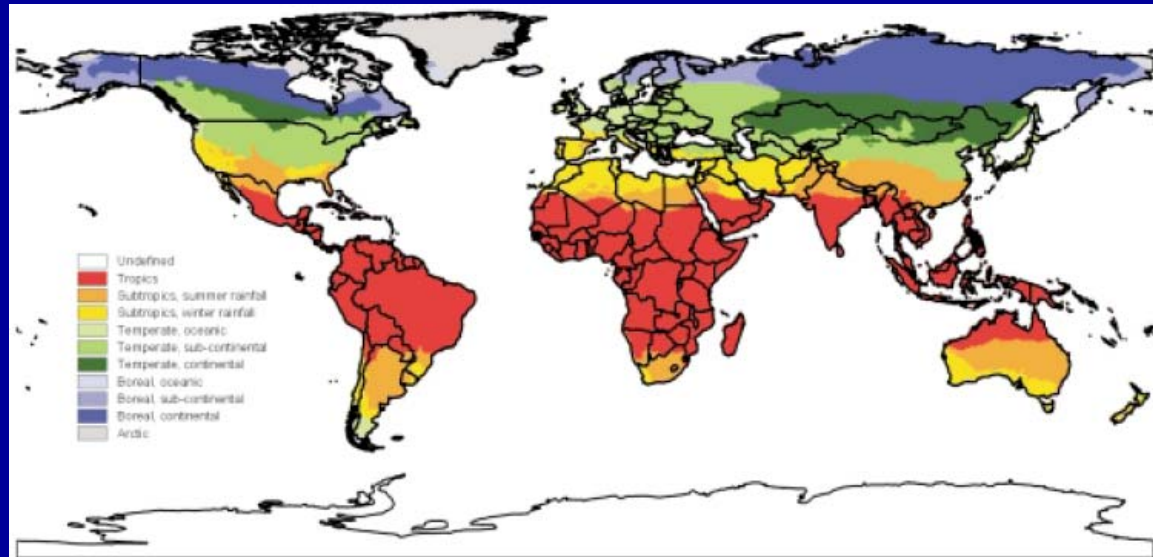 Undefined
Tropics
Subtropics, summer rainfall
Subtropics, winter rainfall
Temperate, oceanic
Temperate, sub-continental
Temperate, continental
Boreal, oceanic
Boreal, sub-continental
Boreal, continental
Arctic